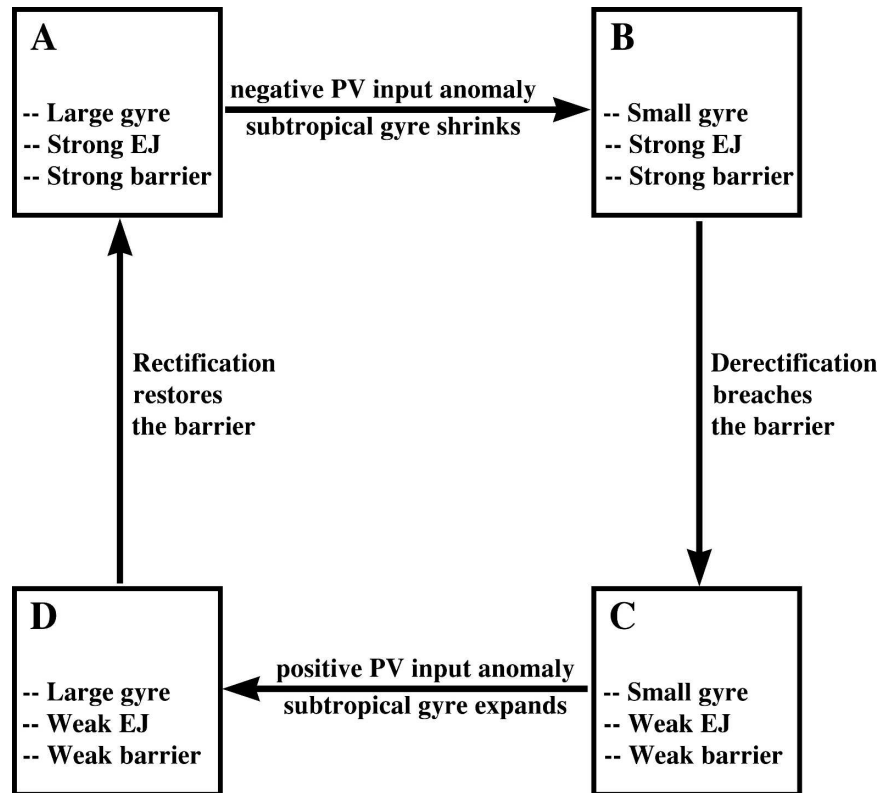 A
-- Large gyre
-- Strong EJ
-- Strong barrier
negative PV input anomaly
subtropical gyre shrinks
B
-- Small gyre
-- Strong EJ
-- Strong barrier
Rectification
restores
the barrier
Derectification
breaches
the barrier
D
-- Large gyre
-- Weak EJ
-- Weak barrier
positive PV input anomaly
subtropical gyre expands
C
-- Small gyre
-- Weak EJ
-- Weak barrier